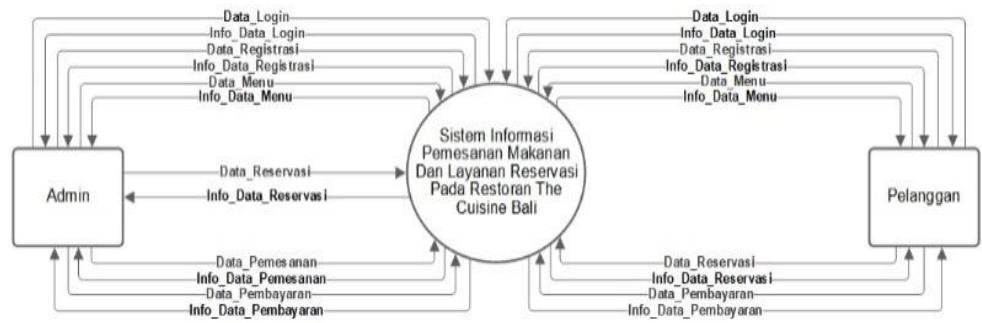 Data_Login
Info_Data_Login
Data_Registrasi
Info_Data_Registrasi
Data_Menu
Info_Data_Menu
Data_Login
Info_Data_Login
Data_Registrasi
Info_Data_Registrasi
Data_Menu
Info_Data_Menu
Admin
Data_Reservasi
Info_Data_Reservasi
Sistem Informasi
Pemesanan Makanan
Dan Layanan Reservasi
Pada Restoran The
Cuisine Bali
Pelanggan
Data_Pemesanan
Info_Data_Pemesanan
Data_Pembayaran
Info_Data_Pembayaran
Data_Reservasi
Info_Data_Reservasi
Data_Pembayaran
Info_Data_Pembayaran